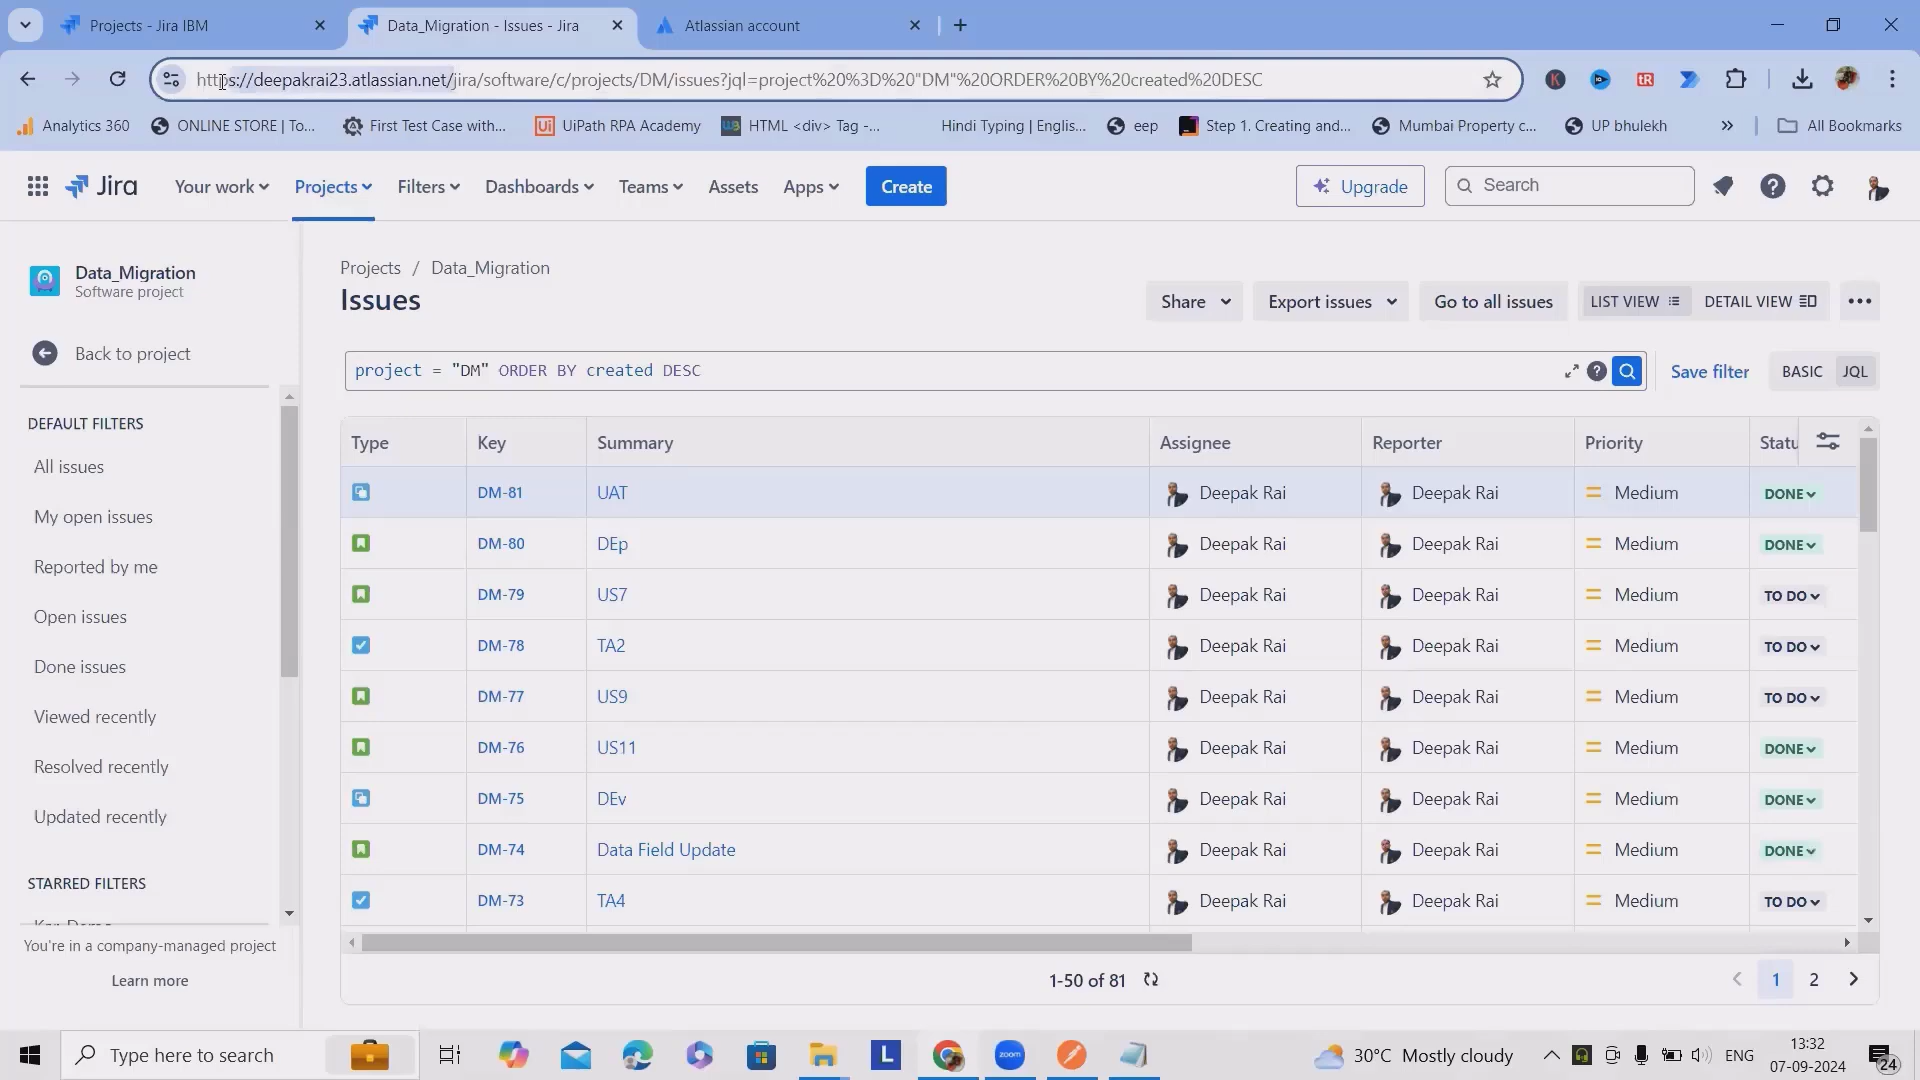 Projects - Jira IBM
Data_Migration - Issues - Jira
Atlassian account
https://deepakrai23.atlassian.net/jira/software/c/projects/DM/issues?jql=project%20%3D%20"DM"%20ORDER%20BY%20created%20DESC
Analytics 360
ONLINE STORE | To...
First Test Case with...
UiPath RPA Academy
HTML <div> Tag -...
Hindi Typing | Englis...
eep
Step 1. Creating and...
Mumbai Property c...
UP bhulekh
All Bookmarks
Jira
Your work
Projects
Filters
Dashboards
Teams
Assets
Apps
Create
Upgrade
Search
Data_Migration
Software project
Back to project
DEFAULT FILTERS
All issues
My open issues
Reported by me
Open issues
Done issues
Viewed recently
Resolved recently
Updated recently
STARRED FILTERS
You're in a company-managed project
Learn more
Projects / Data_Migration
Issues
Share
Export issues
Go to all issues
LIST VIEW
DETAIL VIEW
project = "DM" ORDER BY created DESC
Save filter
BASIC
JQL
Type Key Summary Assignee Reporter Priority Statu
DM-81 UAT Deepak Rai Deepak Rai Medium DONE
DM-80 DEp Deepak Rai Deepak Rai Medium DONE
DM-79 US7 Deepak Rai Deepak Rai Medium TO DO
DM-78 TA2 Deepak Rai Deepak Rai Medium TO DO
DM-77 US9 Deepak Rai Deepak Rai Medium TO DO
DM-76 US11 Deepak Rai Deepak Rai Medium DONE
DM-75 DEv Deepak Rai Deepak Rai Medium DONE
DM-74 Data Field Update Deepak Rai Deepak Rai Medium DONE
DM-73 TA4 Deepak Rai Deepak Rai Medium TO DO
1-50 of 81
1
2
Type here to search
L
zoom
30°C Mostly cloudy
ENG
13:32
07-09-2024
24